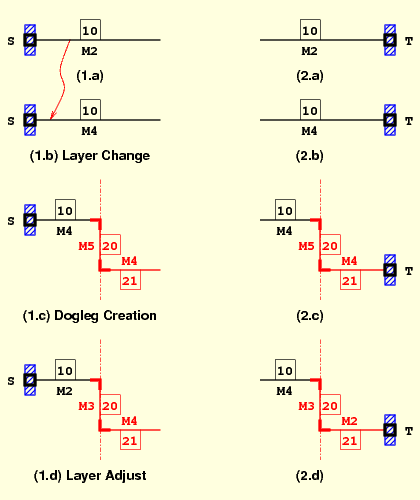 10 10
S M2 M2 T
(1.a) (2.a)
10 10
S M4 M4 T
(1.b) Layer Change (2.b)
10 10
S M4 M4
M5 20 M5 20
M4 M4
21 21 T
(1.c) Dogleg Creation (2.c)
10 10
S M2 M4
M3 20 M3 20
M4 M2
21 21 T
(1.d) Layer Adjust (2.d)